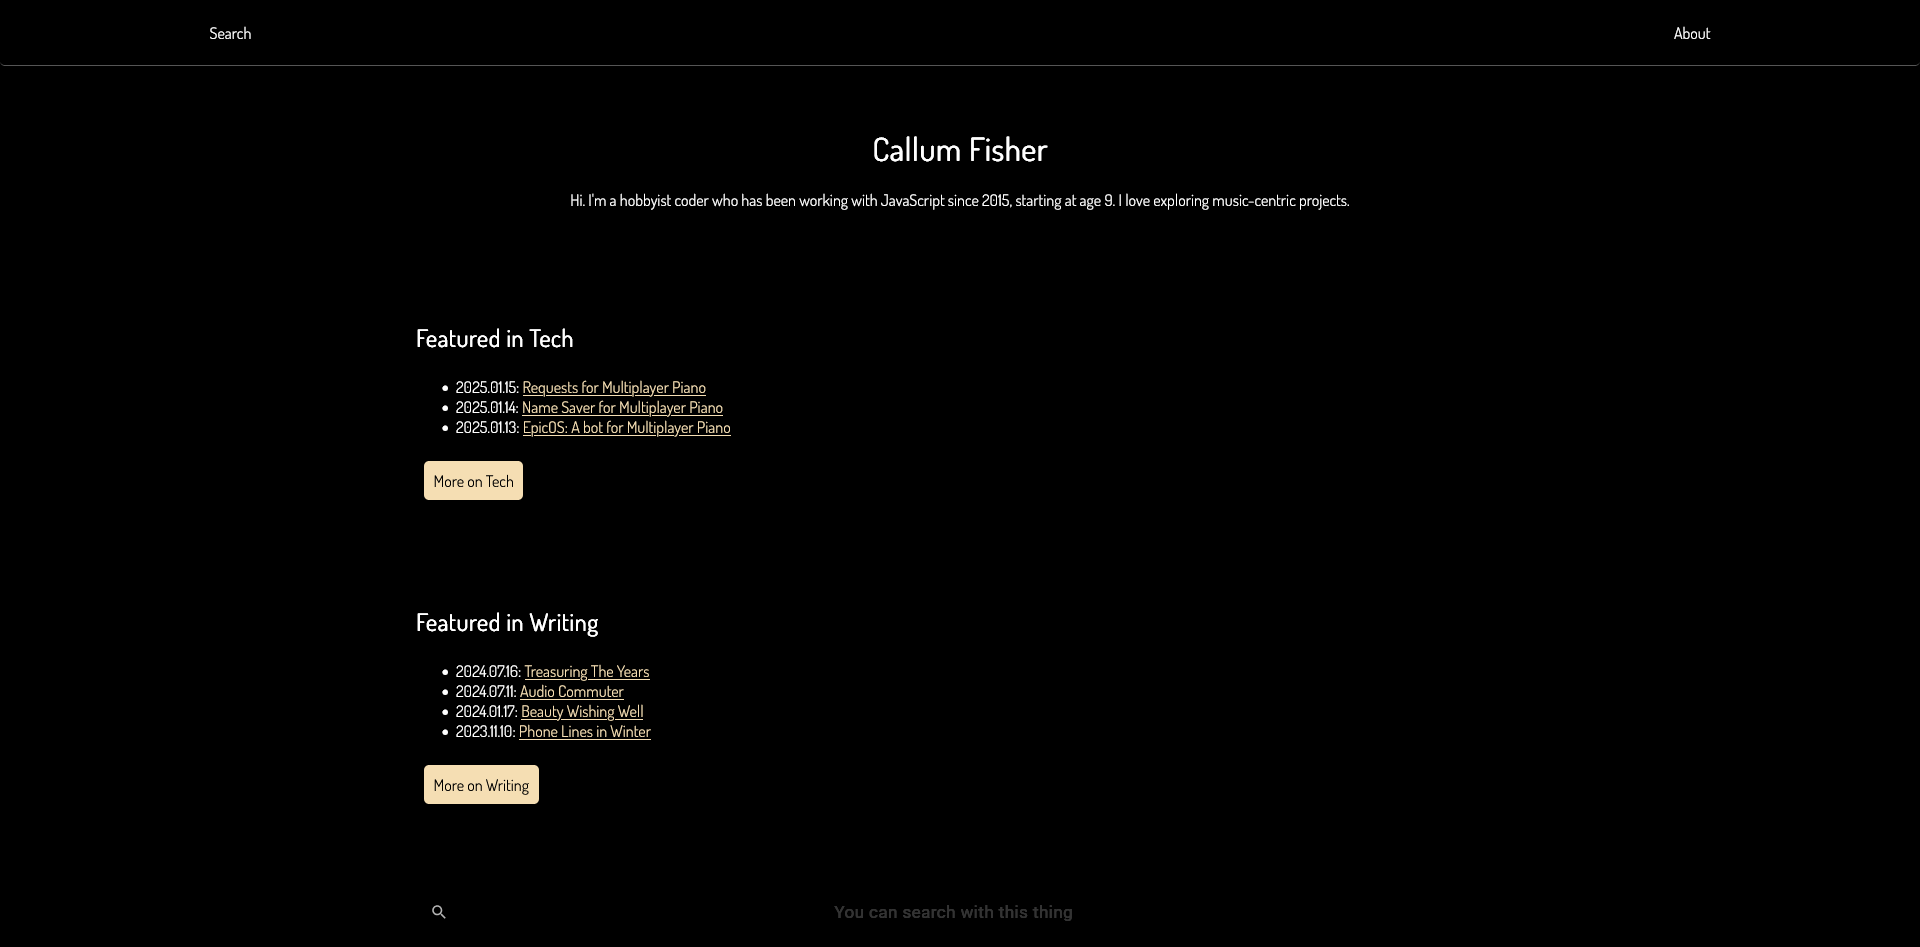 Search
About
Callum Fisher
Hi. I'm a hobbyist coder who has been working with JavaScript since 2015, starting at age 9. I love exploring music-centric projects.
Featured in Tech
2025.01.15: Requests for Multiplayer Piano
2025.01.14: Name Saver for Multiplayer Piano
2025.01.13: EpicOS: A bot for Multiplayer Piano
More on Tech
Featured in Writing
2024.07.16: Treasuring The Years
2024.07.11: Audio Commuter
2024.01.17: Beauty Wishing Well
2023.11.10: Phone Lines in Winter
More on Writing
You can search with this thing